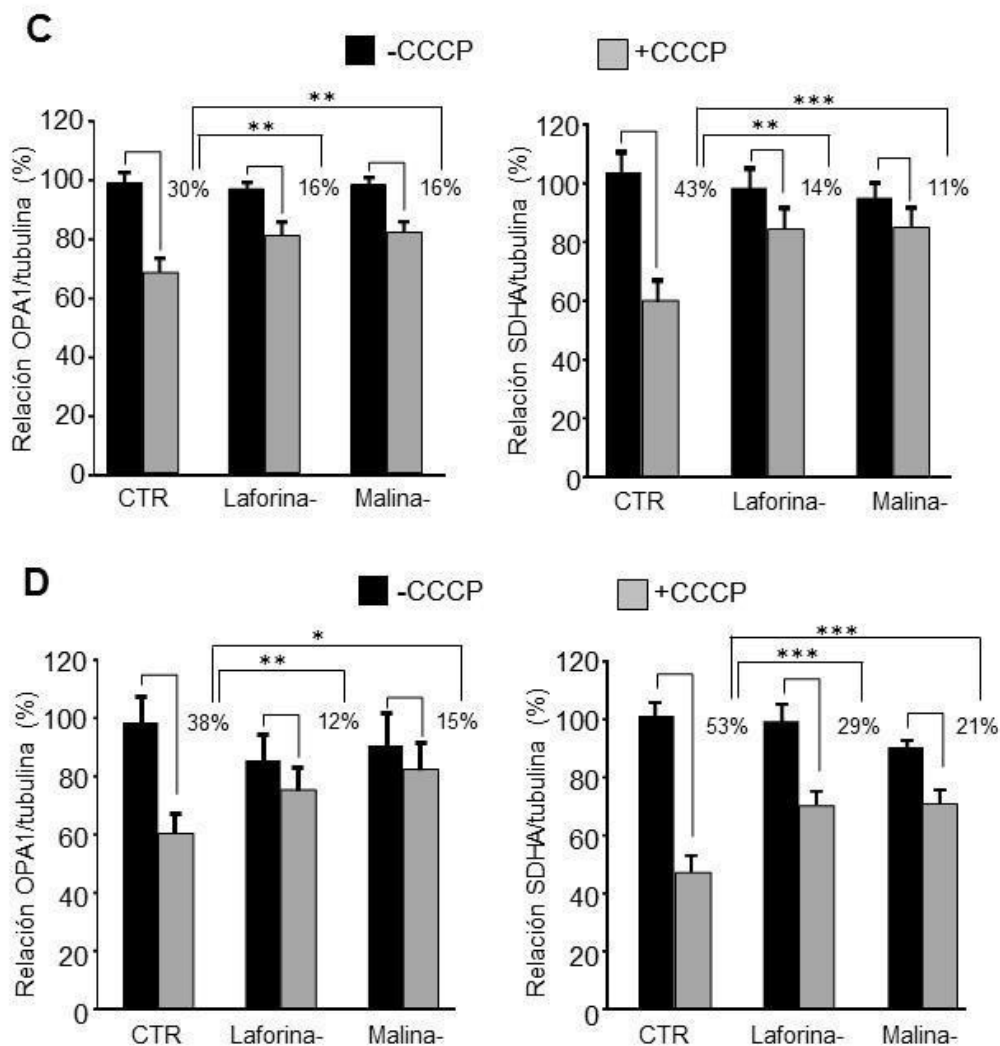 C
-CCCP
+CCCP
Relación OPA1/tubulina (%)
120
100
80
60
40
20
0
**
**
30%
16%
16%
CTR
Laforina-
Malina-
Relación SDHA/tubulina (%)
120
100
80
60
40
20
0
***
**
43%
14%
11%
CTR
Laforina-
Malina-
D
-CCCP
+CCCP
Relación OPA1/tubulina (%)
120
100
80
60
40
20
0
*
**
38%
12%
15%
CTR
Laforina-
Malina-
Relación SDHA/tubulina (%)
120
100
80
60
40
20
0
***
***
53%
29%
21%
CTR
Laforina-
Malina-